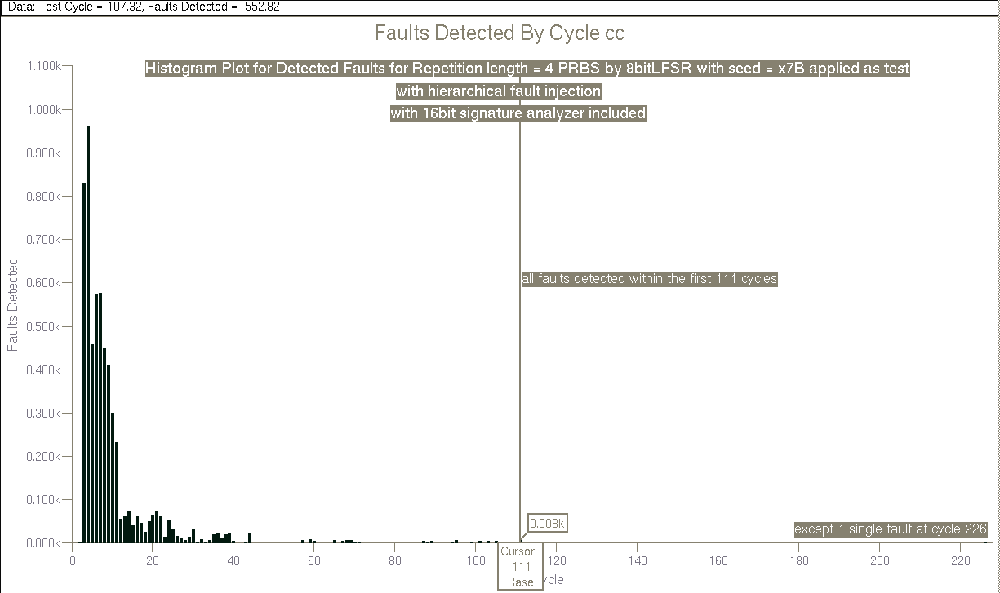 Data: Test Cycle = 107.32, Faults Detected = 552.82
Faults Detected By Cycle cc
Histogram Plot for Detected Faults for Repetition length = 4 PRBS by 8bitLFSR with seed = x7B applied as test
with hierarchical fault injection
with 16bit signature analyzer included
1.100k
1.000k
0.900k
0.800k
0.700k
0.600k
0.500k
0.400k
0.300k
0.200k
0.100k
0.000k
Faults Detected
all faults detected within the first 111 cycles
0.008k
except 1 single fault at cycle 226
0 20 40 60 80 100 120 140 160 180 200 220
Cursor3
111
Base
ycle